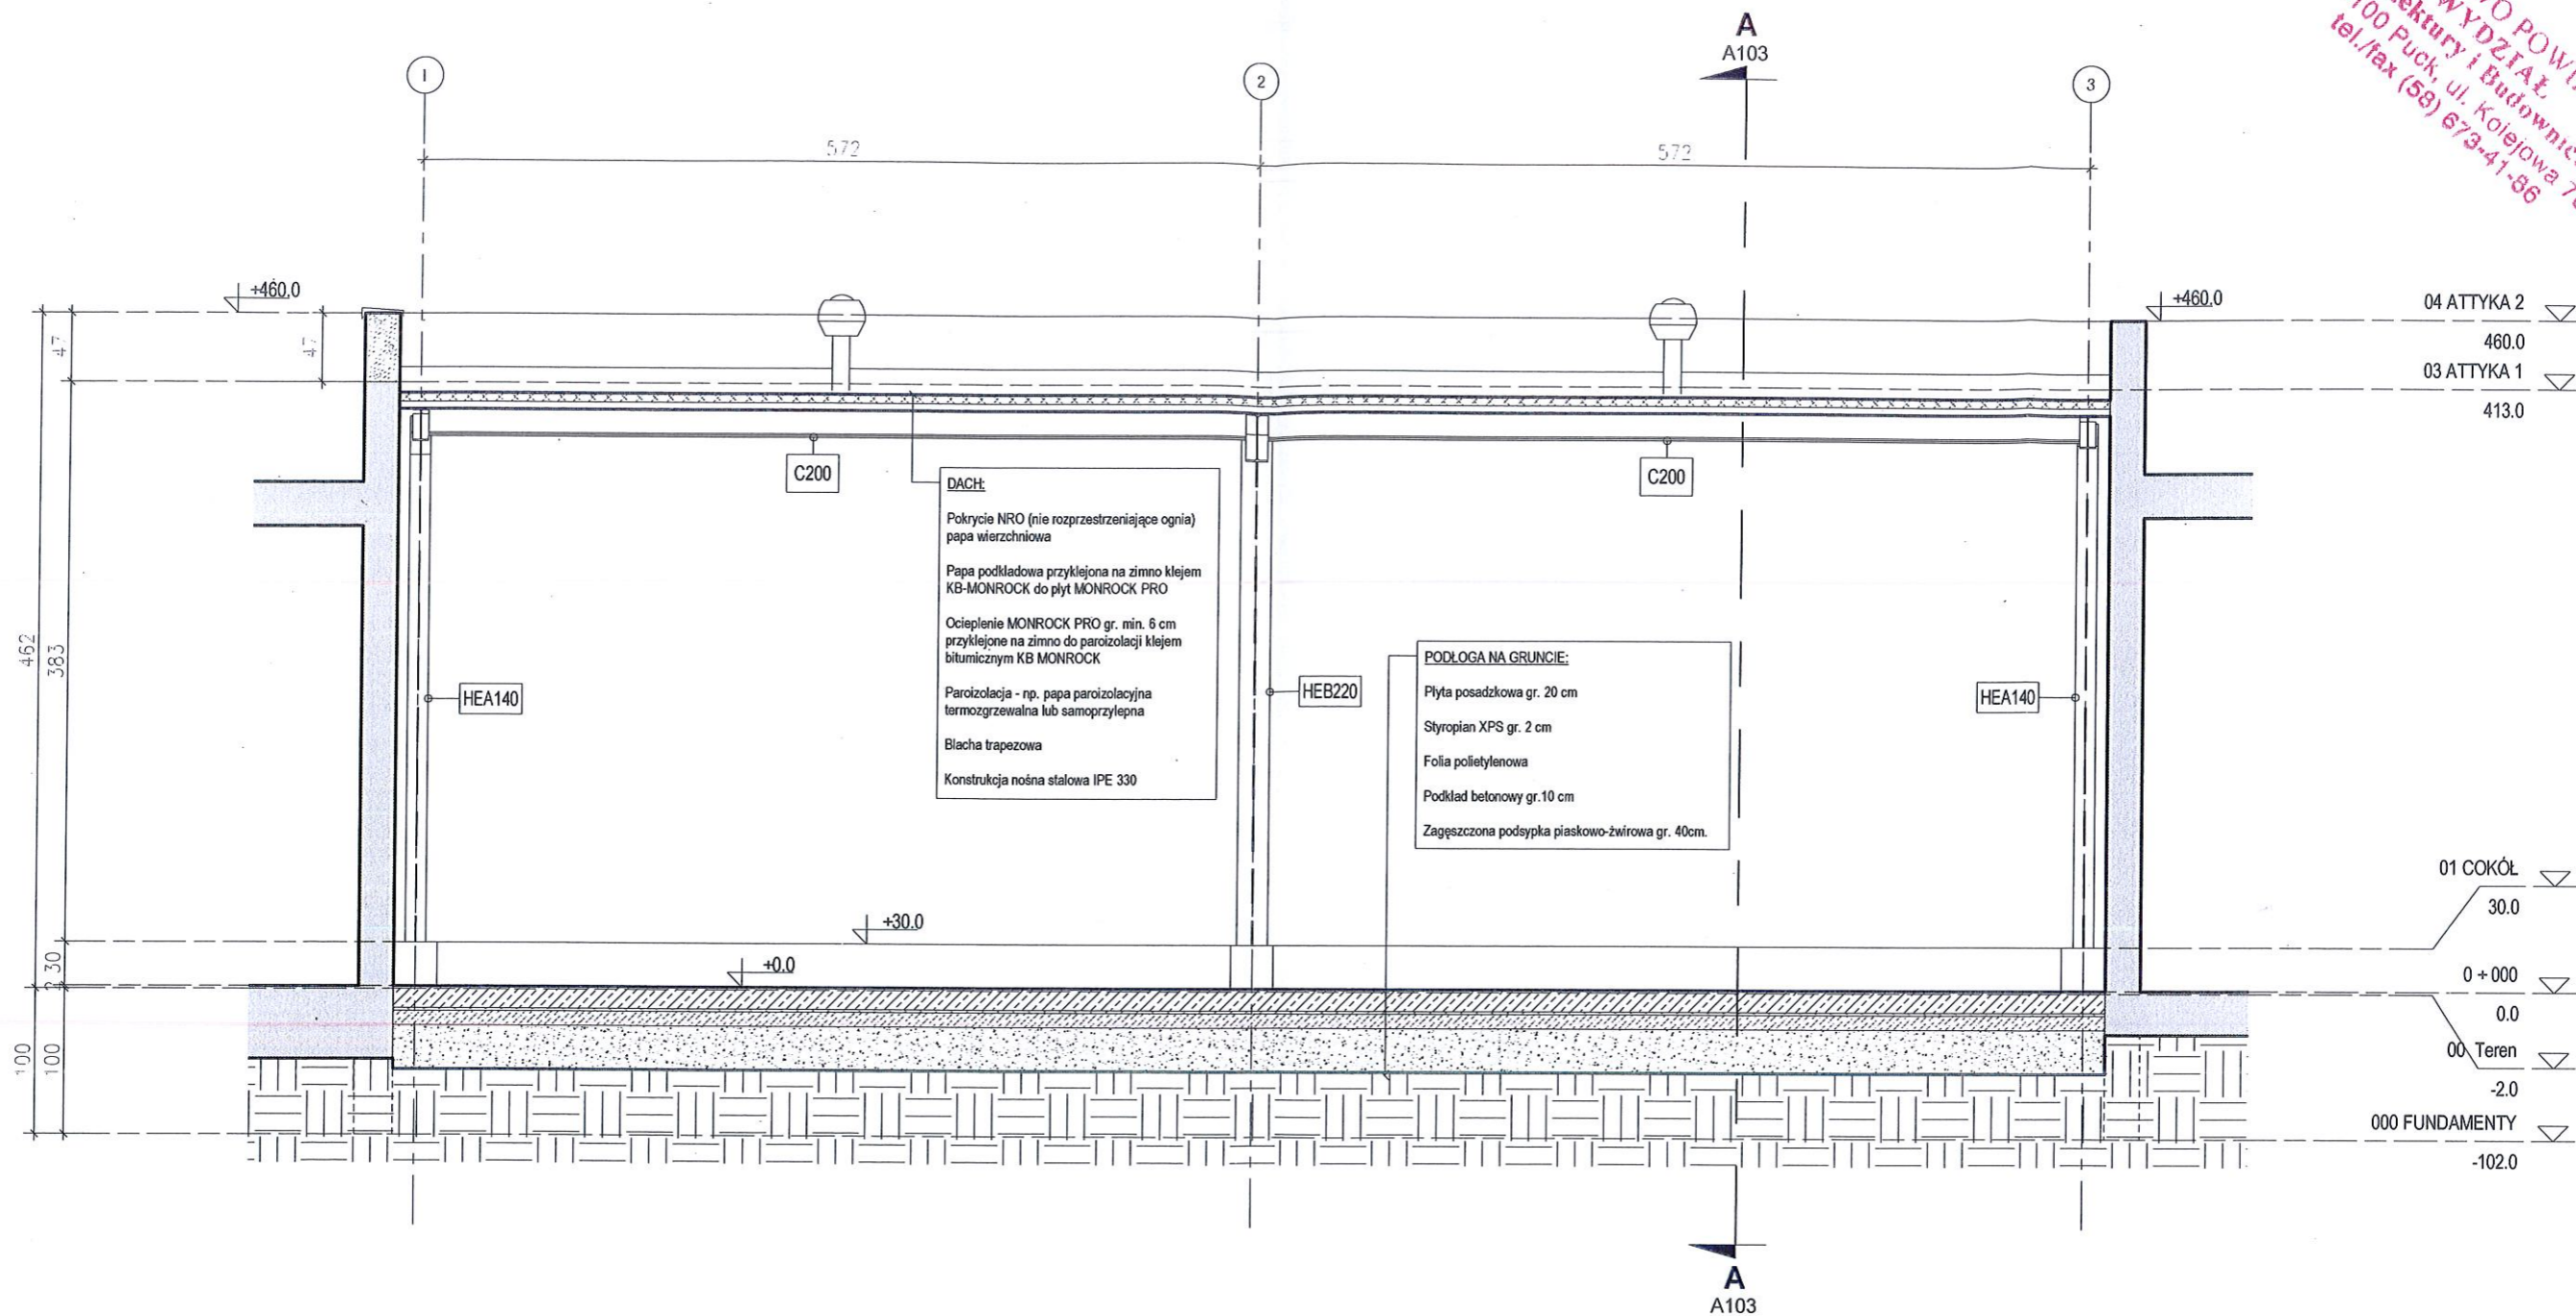 A
A103
1
2
3
572
572
WYDZIAŁ
100 Puck, ul. Kolejowa
tel./fax (58) 673-41-86
+460.0
+460.0
04 ATTYKA 2
460.0
03 ATTYKA 1
413.0
47
47
C200
C200
DACH:
Pokrycie NRO (nie rozprzestrzeniające ognia)
papa wierzchniowa
Papa podkładowa przyklejona na zimno klejem
KB-MONROCK do płyt MONROCK PRO
Ocieplenie MONROCK PRO gr. min. 6 cm
przyklejone na zimno do paroizolacji klejem
bitumicznym KB MONROCK
Paroizolacja - np. papa paroizolacyjna
termozgrzewalna lub samoprzylepna
Blacha trapezowa
Konstrukcja nośna stalowa IPE 330
PODŁOGA NA GRUNCIE:
Płyta posadzkowa gr. 20 cm
Styropian XPS gr. 2 cm
Folia polietylenowa
Podkład betonowy gr.10 cm
Zagęszczona podsypka piaskowo-żwirowa gr. 40cm.
462
383
HEA140
HEB220
HEA140
01 COKÓŁ
30.0
+30.0
+0.0
30
2
0 + 000
0.0
00 Teren
-2.0
100
100
000 FUNDAMENTY
-102.0
A
A103